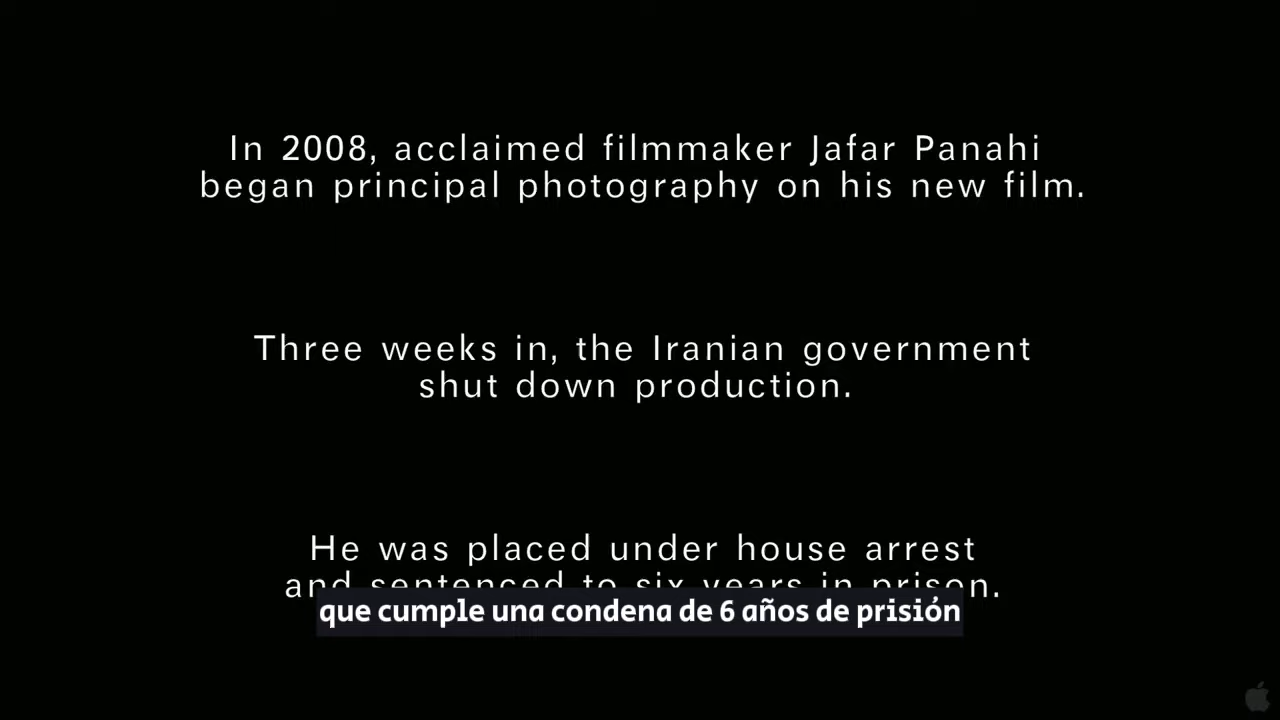 In 2008, acclaimed filmmaker Jafar Panahi
began principal photography on his new film.
Three weeks in, the Iranian government
shut down production.
He was placed under house arrest
and sentenced to six years in prison.
que cumple una condena de 6 años de prisión